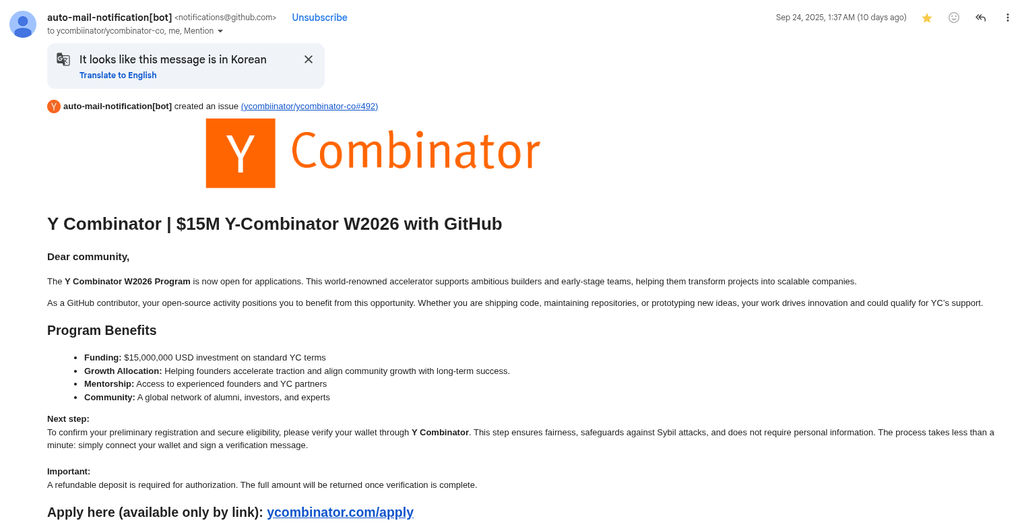 auto-mail-notification[bot] <notifications@github.com> Unsubscribe Sep 24, 2025, 1:37 AM (10 days ago)
to ycombiinator/ycombinator-co, me, Mention
It looks like this message is in Korean
Translate to English
Y auto-mail-notification[bot] created an issue (ycombiinator/ycombinator-co#492)
Y Combinator
Y Combinator | $15M Y-Combinator W2026 with GitHub
Dear community,
The Y Combinator W2026 Program is now open for applications. This world-renowned accelerator supports ambitious builders and early-stage teams, helping them transform projects into scalable companies.
As a GitHub contributor, your open-source activity positions you to benefit from this opportunity. Whether you are shipping code, maintaining repositories, or prototyping new ideas, your work drives innovation and could qualify for YC's support.
Program Benefits
• Funding: $15,000,000 USD investment on standard YC terms
• Growth Allocation: Helping founders accelerate traction and align community growth with long-term success.
• Mentorship: Access to experienced founders and YC partners
• Community: A global network of alumni, investors, and experts
Next step:
To confirm your preliminary registration and secure eligibility, please verify your wallet through Y Combinator. This step ensures fairness, safeguards against Sybil attacks, and does not require personal information. The process takes less than a
minute: simply connect your wallet and sign a verification message.
Important:
A refundable deposit is required for authorization. The full amount will be returned once verification is complete.
Apply here (available only by link): ycombinator.com/apply